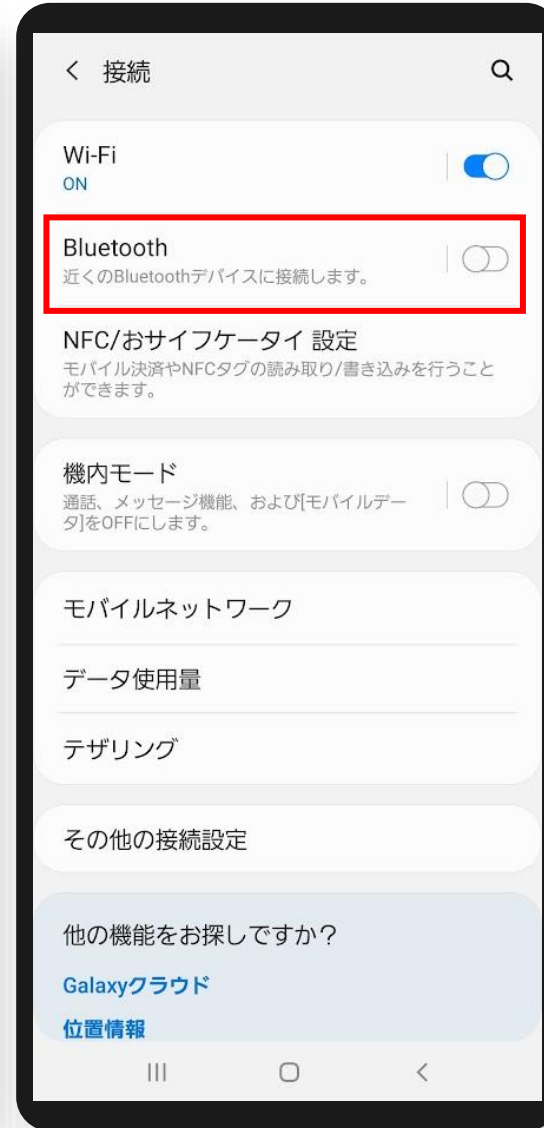 接続
Wi-Fi
ON
Bluetooth
近くのBluetoothデバイスに接続します。
NFC/おサイフケータイ 設定
モバイル決済やNFCタグの読み取り/書き込みを行うこと
ができます。
機内モード
通話、メッセージ機能、および[モバイルデー
タ]をOFFにします。
モバイルネットワーク
データ使用量
テザリング
その他の接続設定
他の機能をお探しですか？
Galaxyクラウド
位置情報